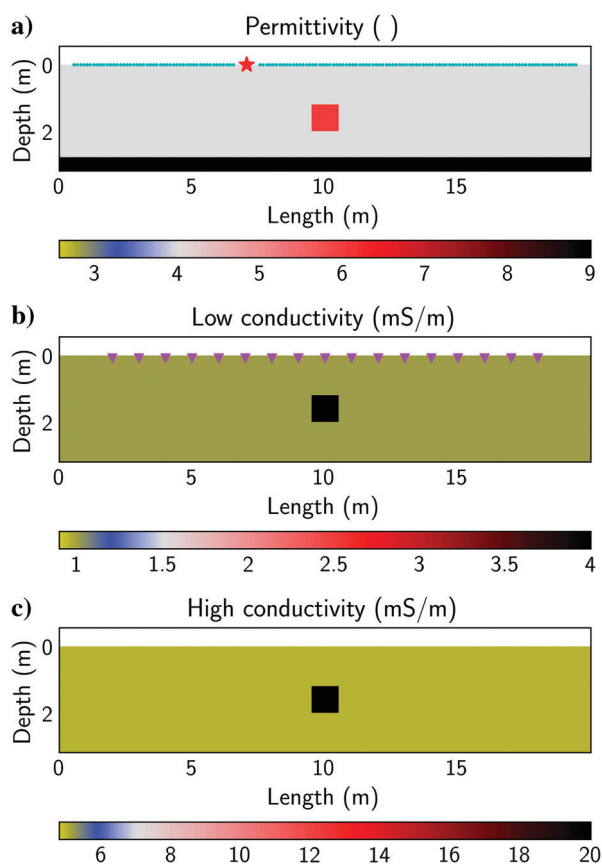 a) Permittivity ( )
0
2
Depth (m)
0 5 10 15
Length (m)
3 4 5 6 7 8 9
b) Low conductivity (mS/m)
0
2
Depth (m)
0 5 10 15
Length (m)
1 1.5 2 2.5 3 3.5 4
c) High conductivity (mS/m)
0
2
Depth (m)
0 5 10 15
Length (m)
6 8 10 12 14 16 18 20